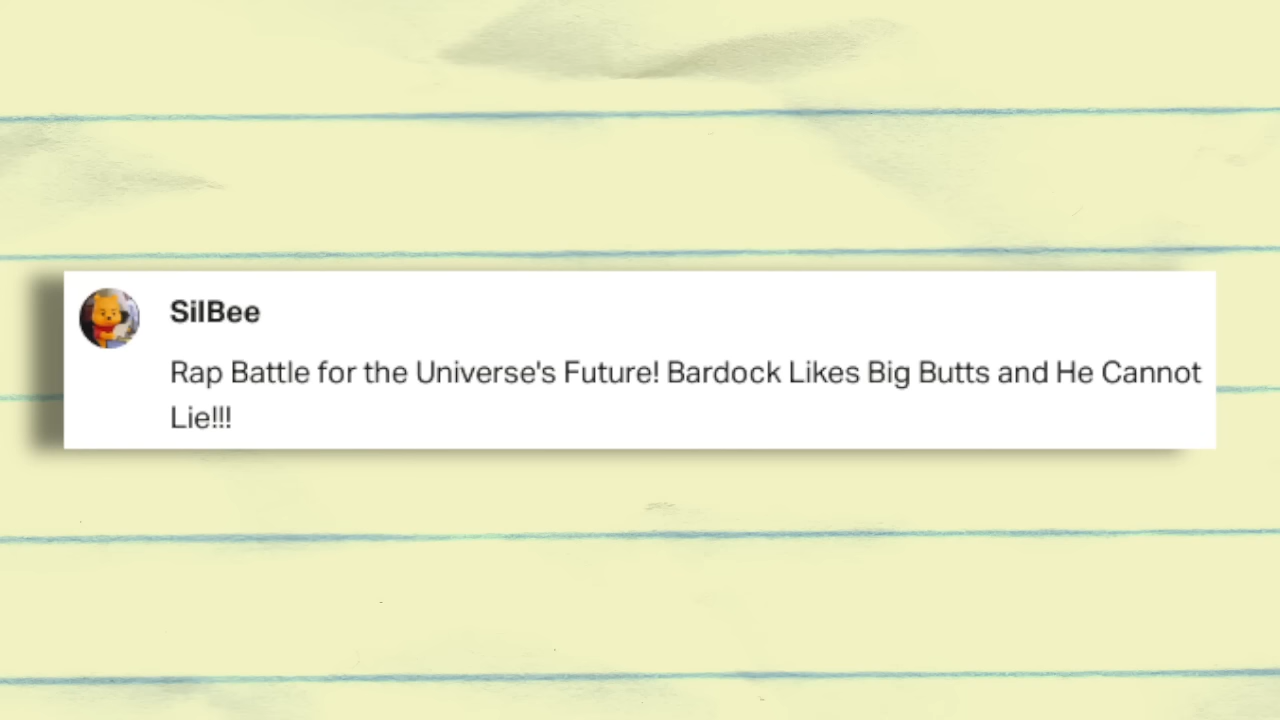 SilBee
Rap Battle for the Universe's Future! Bardock Likes Big Butts and He Cannot
Lie!!!